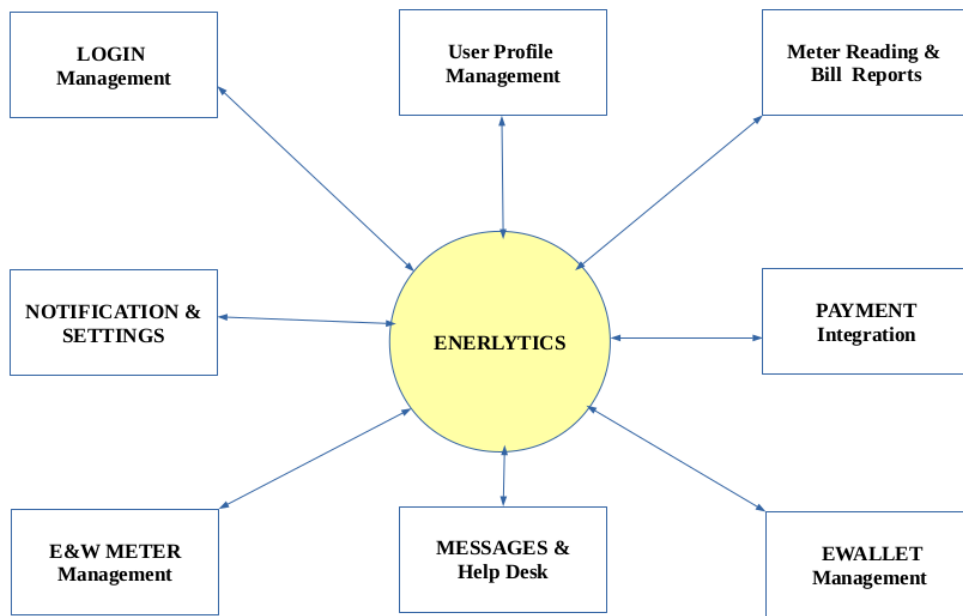 LOGIN
Management
User Profile
Management
Meter Reading &
Bill Reports
NOTIFICATION &
SETTINGS
ENERLYTICS
PAYMENT
Integration
E&W METER
Management
MESSAGES &
Help Desk
EWALLET
Management